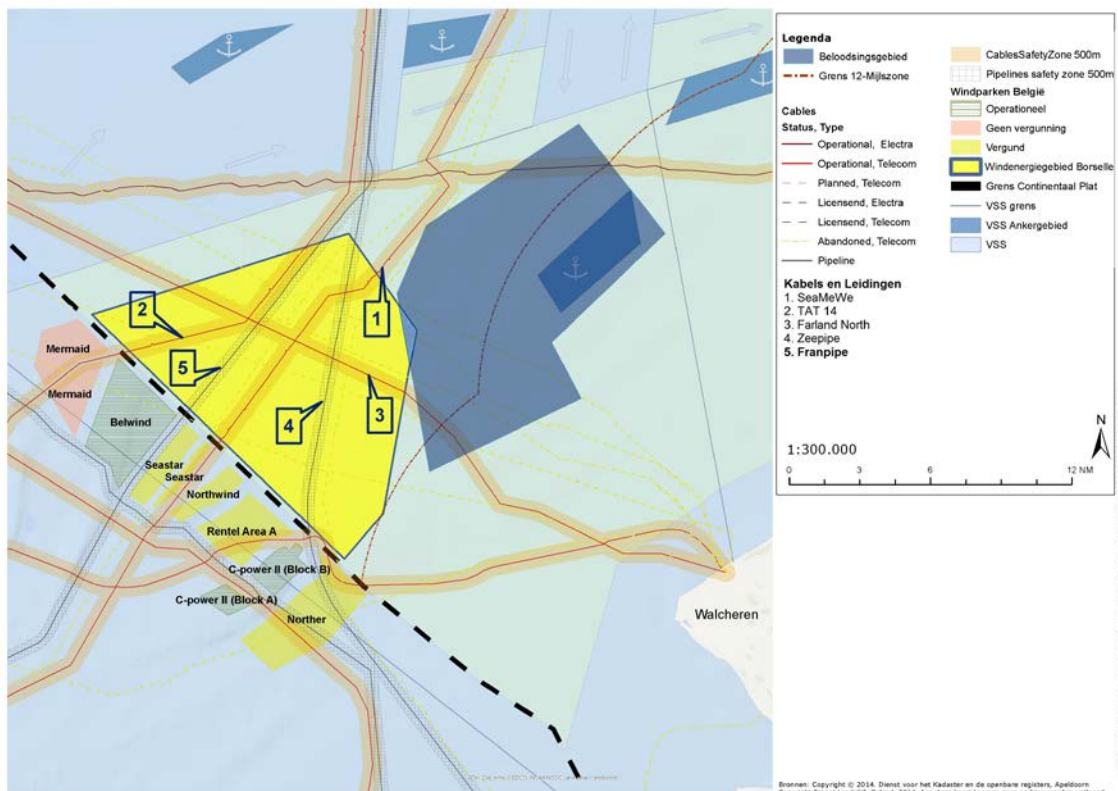 2
1
5
4
3
Mermaid
Mermaid
Belwind
Seastar
Seastar
Northwind
Rentel Area A
C-power II (Block B)
C-power II (Block A)
Norther
Walcheren
Legenda
Beloodsingsgebied
Grens 12-Mijlszone
Cables
Status, Type
Operational, Electra
Operational, Telecom
Planned, Telecom
Licensend, Electra
Licensend, Telecom
Abandoned, Telecom
Pipeline
CablesSafetyZone 500m
Pipelines safety zone 500m
Windparken België
Operationeel
Geen vergunning
Vergund
Windenergiegebied Borselle
Grens Continentaal Plat
VSS grens
VSS Ankergebied
VSS
Kabels en Leidingen
1. SeaMeWe
2. TAT 14
3. Farland North
4. Zeepipe
5. Franpipe
N
1:300.000
0 3 6 12 NM
Bronnen: Copyright © 2014. Dienst voor het Kadaster en de openbare registers, Apeldoorn